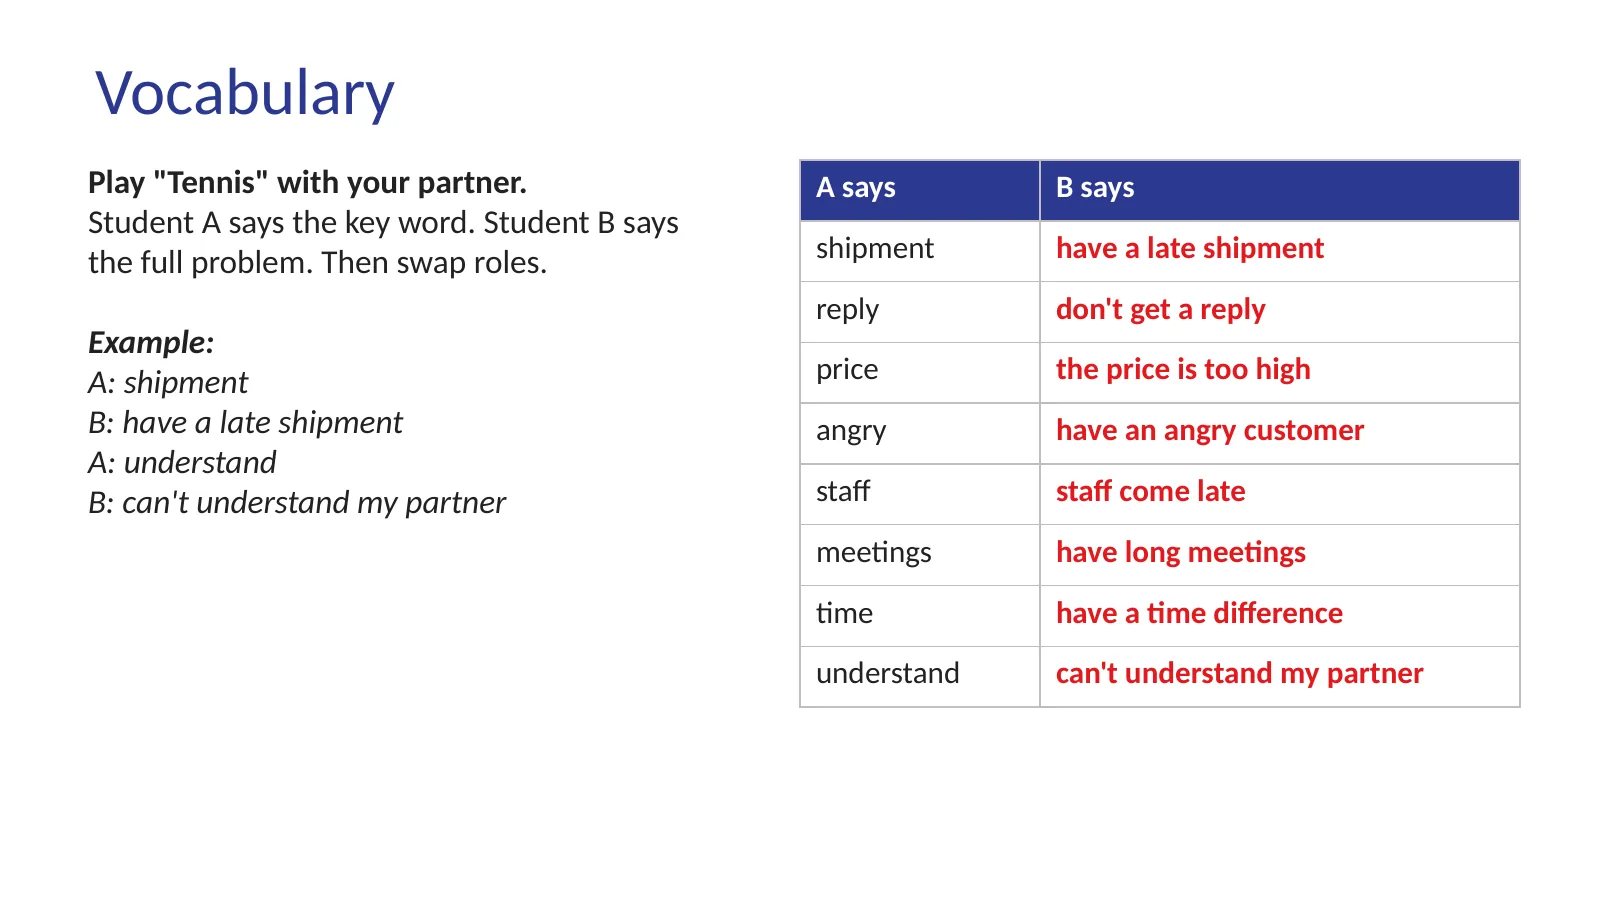 Vocabulary
Play "Tennis" with your partner.
Student A says the key word. Student B says
the full problem. Then swap roles.
Example:
A: shipment
B: have a late shipment
A: understand
B: can't understand my partner
A says B says
shipment have a late shipment
reply don't get a reply
price the price is too high
angry have an angry customer
staff staff come late
meetings have long meetings
time have a time difference
understand can't understand my partner